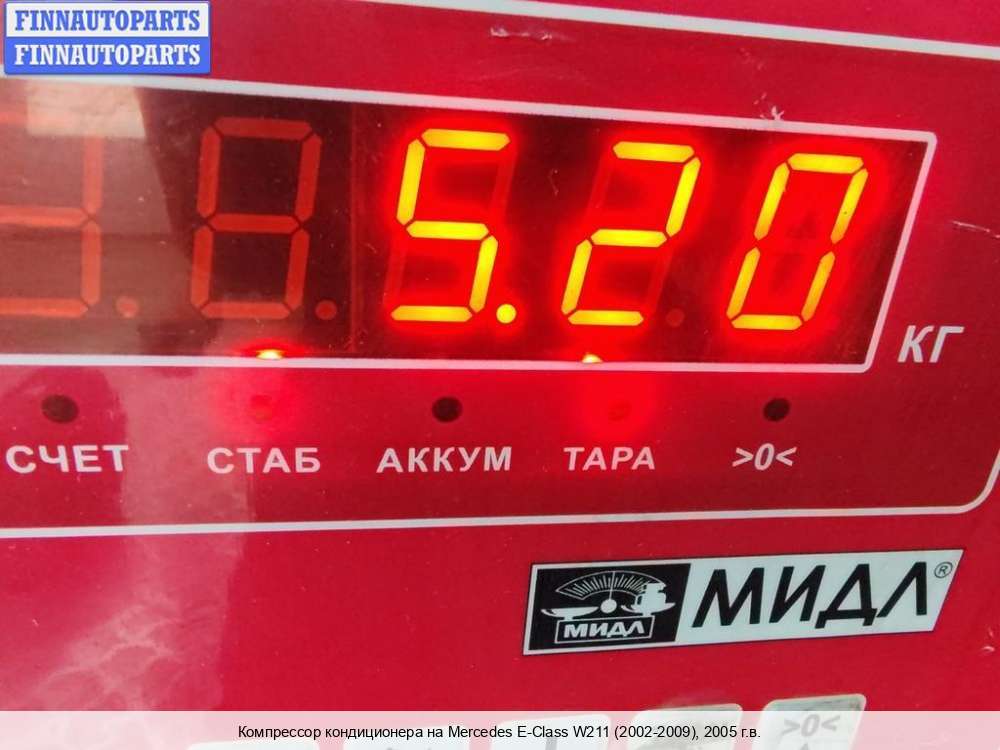 FINNAUTOPARTS
FINNAUTOPARTS
5.20
КГ
СЧЕТ СТАБ АККУМ ТАРА >0<
МИДЛ МИДЛ®
>0<
Компрессор кондиционера на Mercedes E-Class W211 (2002-2009), 2005 г.в.